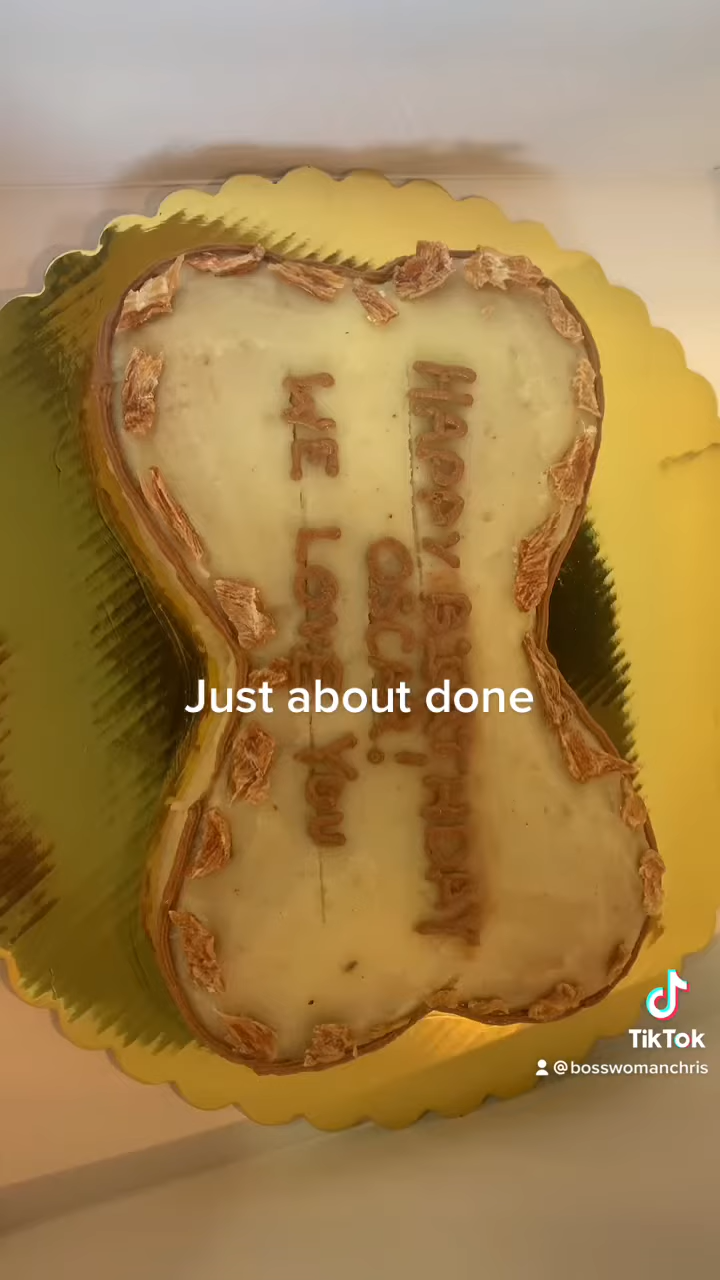 HAPPY BIRTHDAY
OSCAR!
WE LOVE YOU
Just about done
TikTok
@bosswomanchris